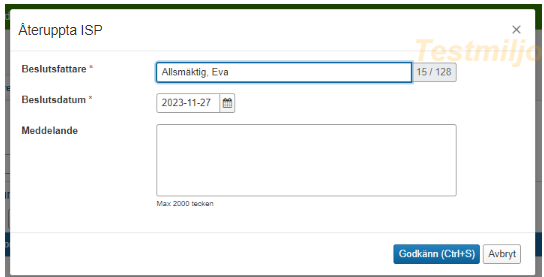 Återuppta ISP
×
Testmiljö
Beslutsfattare *
Allsmäktig, Eva
15 / 128
Beslutsdatum *
2023-11-27
Meddelande
Max 2000 tecken
Godkänn (Ctrl+S)
Avbryt